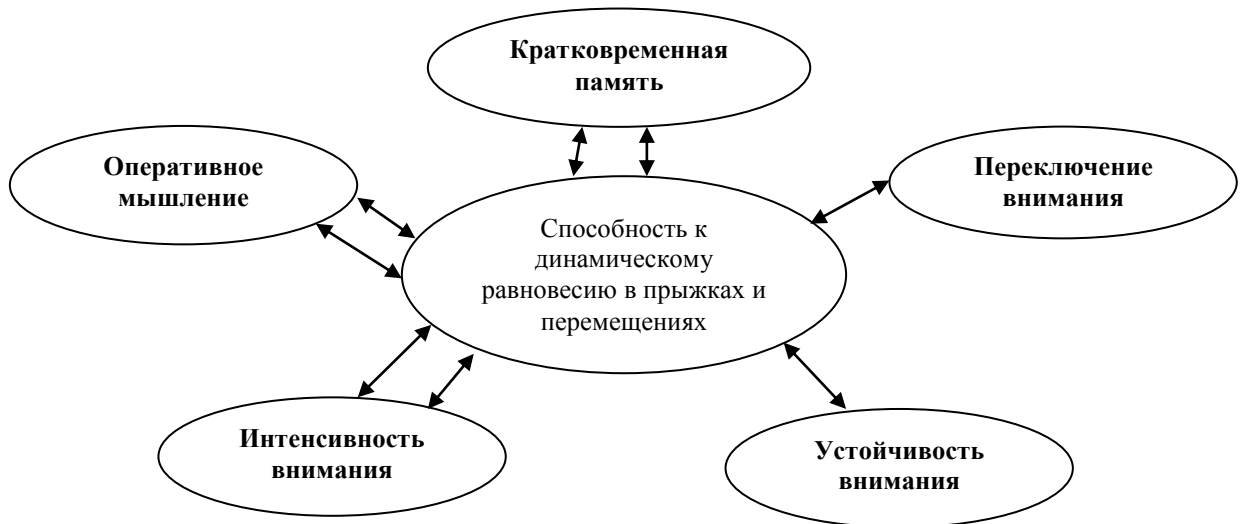 Кратковременная
память
Оперативное
мышление
Переключение
внимания
Способность к
динамическому
равновесию в прыжках и
перемещениях
Интенсивность
внимания
Устойчивость
внимания